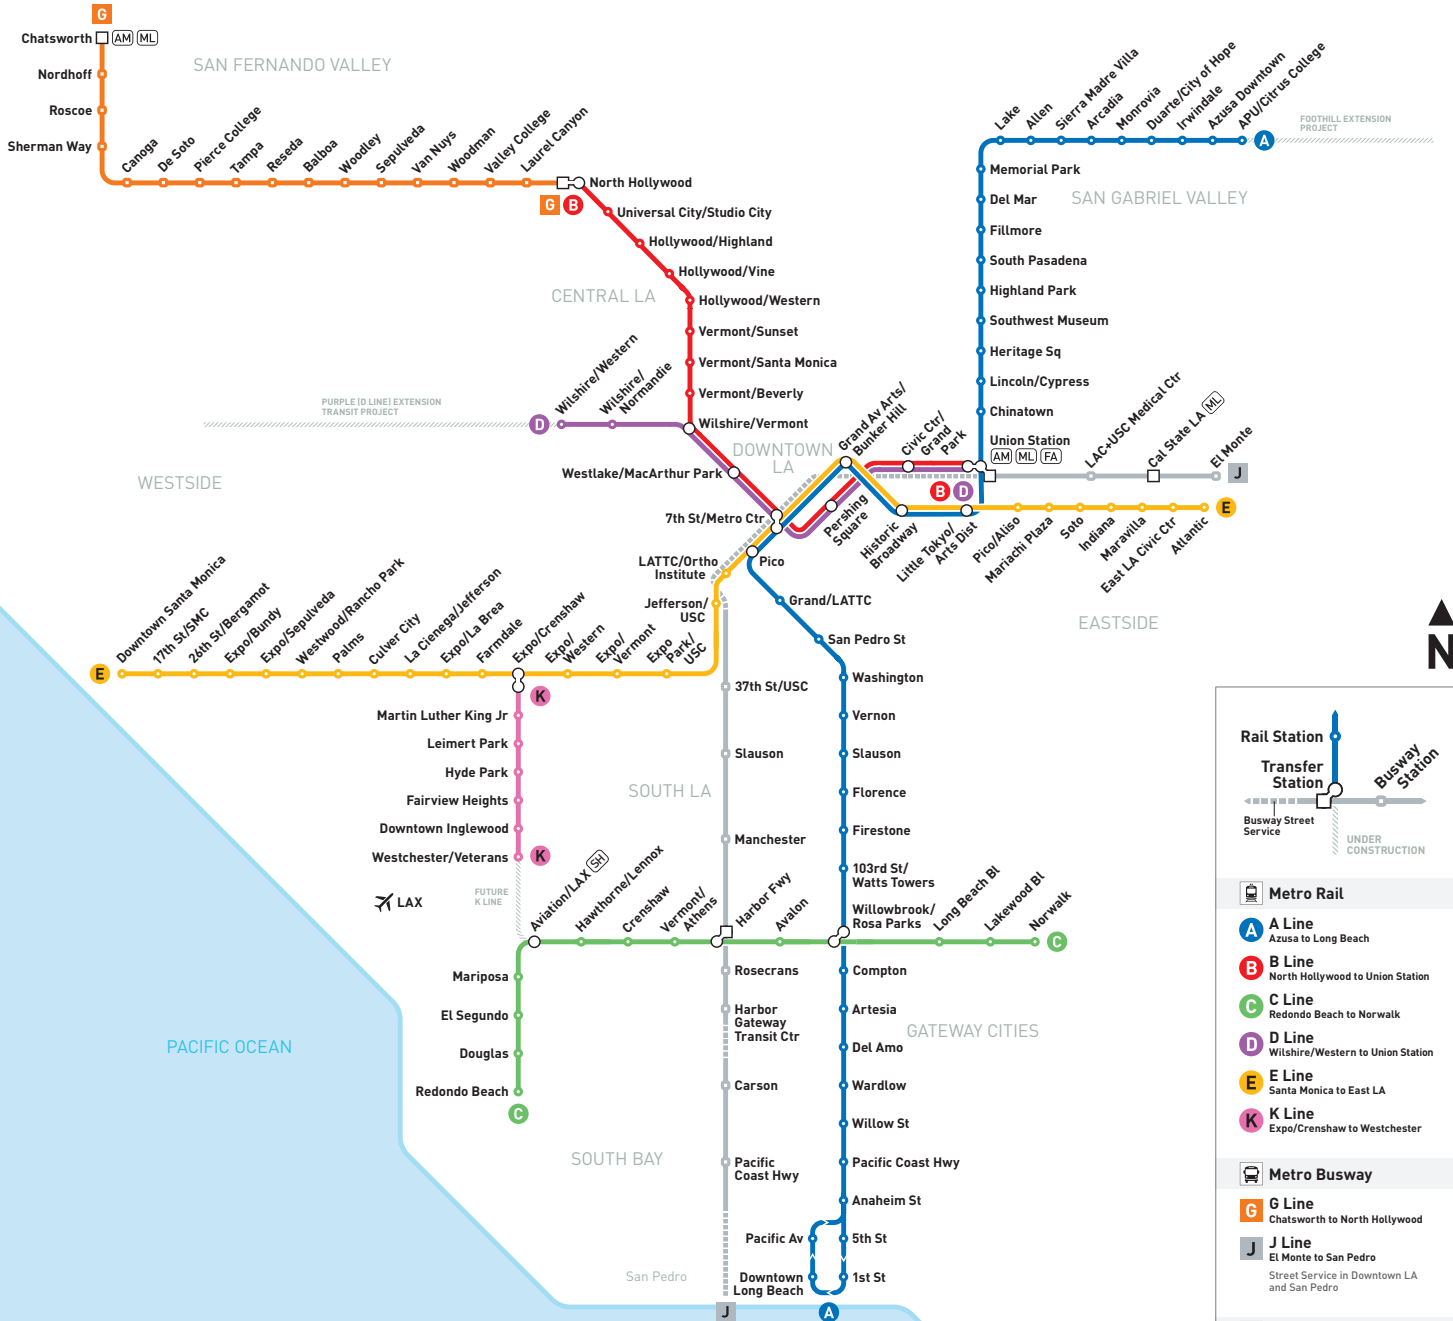 G
Chatsworth
AM
ML
Nordhoff
Roscoe
Sherman Way
SAN FERNANDO VALLEY
Canoga
De Soto
Pierce College
Tampa
Reseda
Balboa
Woodley
Sepulveda
Van Nuys
Woodman
Valley College
Laurel Canyon
North Hollywood
G
B
Universal City/Studio City
Hollywood/Highland
Hollywood/Vine
CENTRAL LA
Hollywood/Western
Vermont/Sunset
Vermont/Santa Monica
Vermont/Beverly
Wilshire/Vermont
Lake
Allen
Sierra Madre Villa
Arcadia
Monrovia
Duarte/City of Hope
Irwindale
Azusa Downtown
APU/Citrus College
A
FOOTHILL EXTENSION
PROJECT
Memorial Park
Del Mar
SAN GABRIEL VALLEY
Fillmore
South Pasadena
Highland Park
Southwest Museum
Heritage Sq
Lincoln/Cypress
Chinatown
Union Station
AM
ML
FA
PURPLE (D LINE) EXTENSION
TRANSIT PROJECT
D
Wilshire/Western
Wilshire/
Normandie
WESTSIDE
DOWNTOWN
LA
Westlake/MacArthur Park
7th St/Metro Ctr
Grand Av Arts/
Bunker Hill
Civic Ctr/
Grand
Park
B
D
LAC+USC Medical Ctr
Cal State LA
ML
El Monte
J
Pershing
Square
Historic
Broadway
Little Tokyo/
Arts Dist
Pico/Aliso
Mariachi Plaza
Soto
Indiana
Maravilla
East LA Civic Ctr
Atlantic
E
EASTSIDE
LATTC/Ortho
Institute
Pico
Jefferson/
USC
Grand/LATTC
San Pedro St
E
Downtown Santa Monica
17th St/SMC
26th St/Bergamot
Expo/Bundy
Expo/Sepulveda
Westwood/Rancho Park
Palms
Culver City
La Cienega/Jefferson
Expo/La Brea
Farmdale
Expo/Crenshaw
Expo/
Western
Expo/
Vermont
Expo
Park/
USC
K
Martin Luther King Jr
Leimert Park
Hyde Park
Fairview Heights
Downtown Inglewood
Westchester/Veterans
K
FUTURE
K LINE
LAX
37th St/USC
Slauson
SOUTH LA
Manchester
Washington
Vernon
Slauson
Florence
Firestone
103rd St/
Watts Towers
Willowbrook/
Rosa Parks
Aviation/LAX
SH
Hawthorne/Lennox
Crenshaw
Vermont/
Athens
Harbor Fwy
Avalon
Long Beach Bl
Lakewood Bl
Norwalk
C
Mariposa
El Segundo
Douglas
Redondo Beach
C
Rosecrans
Harbor
Gateway
Transit Ctr
Carson
Pacific
Coast Hwy
Compton
Artesia
GATEWAY CITIES
Del Amo
Wardlow
Willow St
Pacific Coast Hwy
Anaheim St
Pacific Av
5th St
Downtown
Long Beach
1st St
PACIFIC OCEAN
SOUTH BAY
San Pedro
J
A
N
Rail Station
Transfer
Station
Busway
Station
Busway Street
Service
UNDER
CONSTRUCTION
Metro Rail
A
A Line
Azusa to Long Beach
B
B Line
North Hollywood to Union Station
C
C Line
Redondo Beach to Norwalk
D
D Line
Wilshire/Western to Union Station
E
E Line
Santa Monica to East LA
K
K Line
Expo/Crenshaw to Westchester
Metro Busway
G
G Line
Chatsworth to North Hollywood
J
J Line
El Monte to San Pedro
Street Service in Downtown LA
and San Pedro